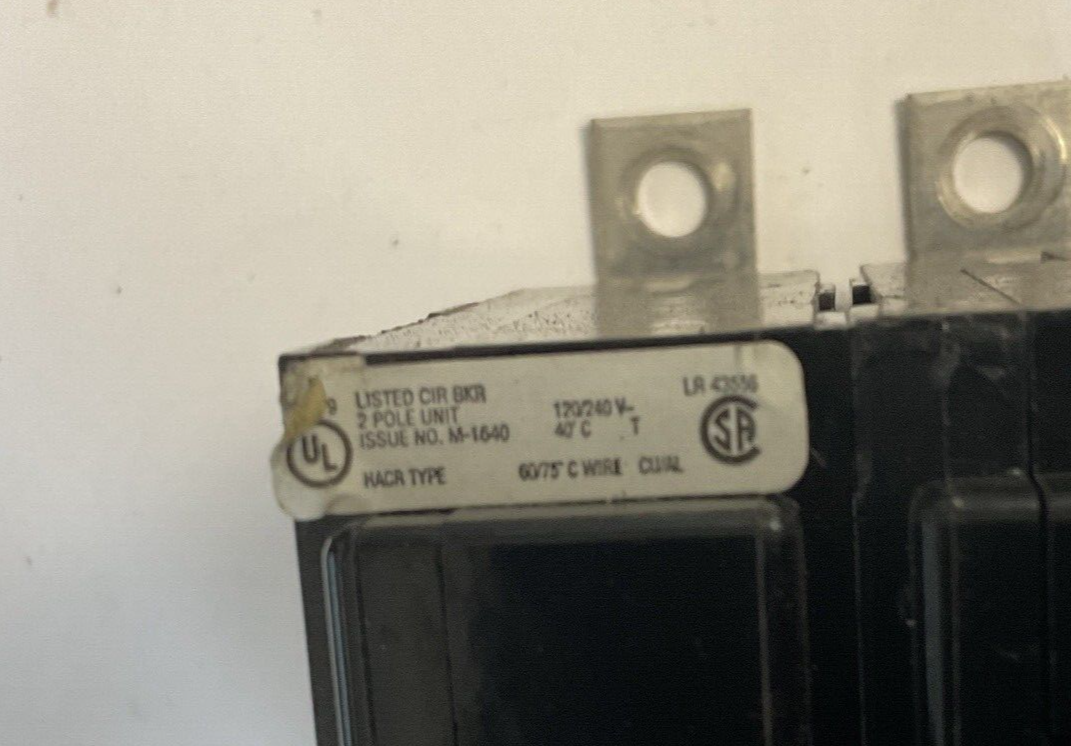 LISTED CIR BKR
2 POLE UNIT
ISSUE NO. M-1640
HACR TYPE
120/240 V~
40°C T
60/75°C WIRE CU/AL
LR 43556
UL
SA